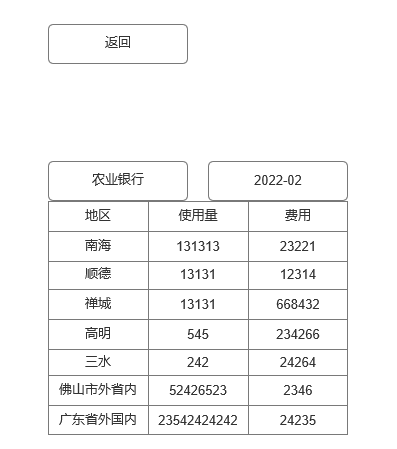 返回
农业银行 2022-02
地区 使用量 费用
南海 131313 23221
顺德 13131 12314
禅城 13131 668432
高明 545 234266
三水 242 24264
佛山市外省内 52426523 2346
广东省外国内 23542424242 24235